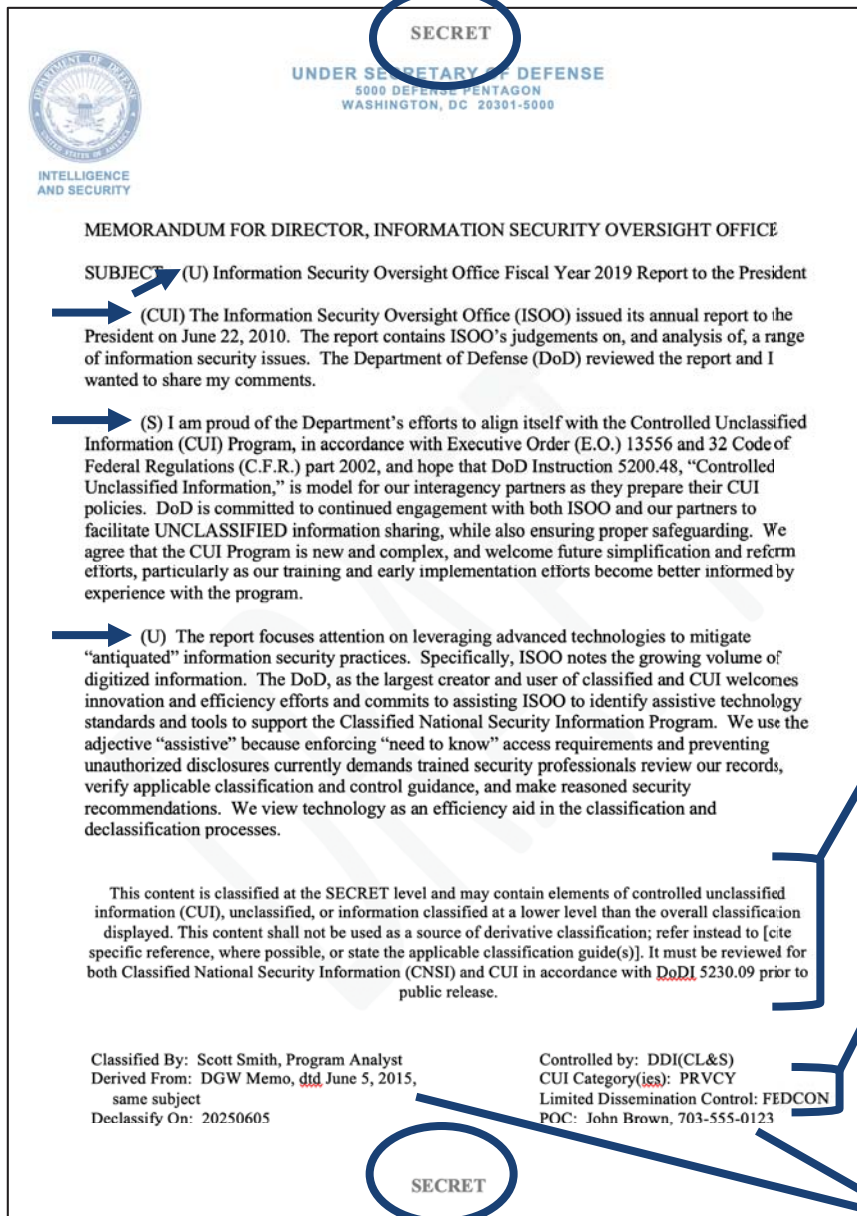 SECRET
UNDER SECRETARY OF DEFENSE
5000 DEFENSE PENTAGON
WASHINGTON, DC 20301-5000
INTELLIGENCE
AND SECURITY
MEMORANDUM FOR DIRECTOR, INFORMATION SECURITY OVERSIGHT OFFICE
SUBJECT (U) Information Security Oversight Office Fiscal Year 2019 Report to the President
(CUI) The Information Security Oversight Office (ISOO) issued its annual report to the
President on June 22, 2010. The report contains ISOO's judgements on, and analysis of, a range
of information security issues. The Department of Defense (DoD) reviewed the report and I
wanted to share my comments.
(S) I am proud of the Department's efforts to align itself with the Controlled Unclassified
Information (CUI) Program, in accordance with Executive Order (E.O.) 13556 and 32 Code of
Federal Regulations (C.F.R.) part 2002, and hope that DoD Instruction 5200.48, "Controlled
Unclassified Information," is model for our interagency partners as they prepare their CUI
policies. DoD is committed to continued engagement with both ISOO and our partners to
facilitate UNCLASSIFIED information sharing, while also ensuring proper safeguarding. We
agree that the CUI Program is new and complex, and welcome future simplification and reform
efforts, particularly as our training and early implementation efforts become better informed by
experience with the program.
(U) The report focuses attention on leveraging advanced technologies to mitigate
"antiquated" information security practices. Specifically, ISOO notes the growing volume of
digitized information. The DoD, as the largest creator and user of classified and CUI welcomes
innovation and efficiency efforts and commits to assisting ISOO to identify assistive technology
standards and tools to support the Classified National Security Information Program. We use the
adjective "assistive" because enforcing "need to know" access requirements and preventing
unauthorized disclosures currently demands trained security professionals review our records,
verify applicable classification and control guidance, and make reasoned security
recommendations. We view technology as an efficiency aid in the classification and
declassification processes.
This content is classified at the SECRET level and may contain elements of controlled unclassified
information (CUI), unclassified, or information classified at a lower level than the overall classification
displayed. This content shall not be used as a source of derivative classification; refer instead to [cite
specific reference, where possible, or state the applicable classification guide(s)]. It must be reviewed for
both Classified National Security Information (CNSI) and CUI in accordance with DoDI 5230.09 prior to
public release.
Classified By: Scott Smith, Program Analyst
Derived From: DGW Memo, dtd June 5, 2015,
same subject
Declassify On: 20250605
Controlled by: DDI(CL&S)
CUI Category(ies): PRVCY
Limited Dissemination Control: FEDCON
POC: John Brown, 703-555-0123
SECRET